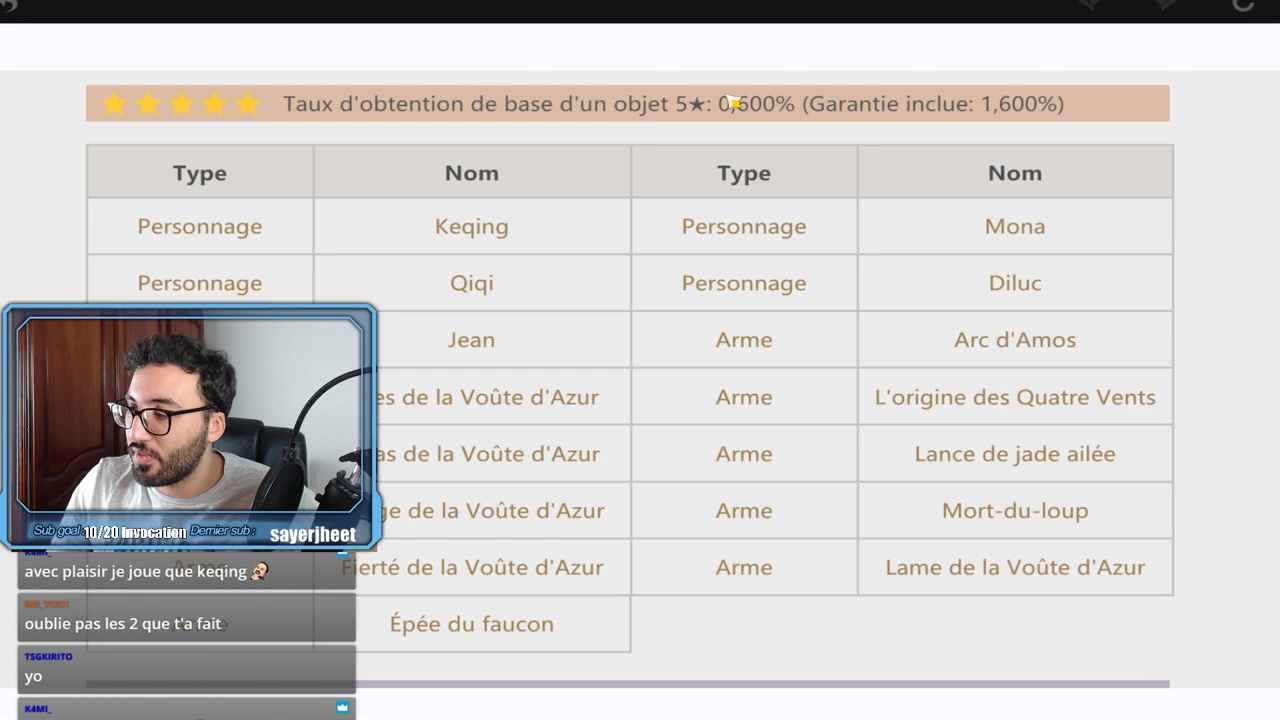 Taux d'obtention de base d'un objet 5★: 0,600% (Garantie inclue: 1,600%)
Type Nom Type Nom
Personnage Keqing Personnage Mona
Personnage Qiqi Personnage Diluc
Jean Arme Arc d'Amos
de la Voûte d'Azur Arme L'origine des Quatre Vents
de la Voûte d'Azur Arme Lance de jade ailée
de la Voûte d'Azur Arme Mort-du-loup
Fierté de la Voûte d'Azur Arme Lame de la Voûte d'Azur
Épée du faucon
Sub goal: 10/20 Invocation Dernier sub: sayerjheet
K4MI_
avec plaisir je joue que keqing
oublie pas les 2 que t'a fait
TSGKIRITO
yo
K4MI_